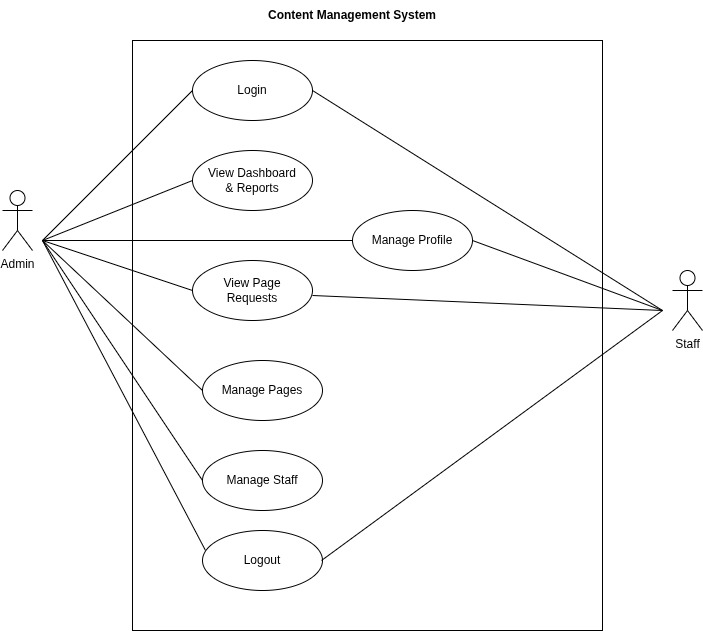 Content Management System
Login
View Dashboard
& Reports
Manage Profile
Admin
View Page
Requests
Staff
Manage Pages
Manage Staff
Logout